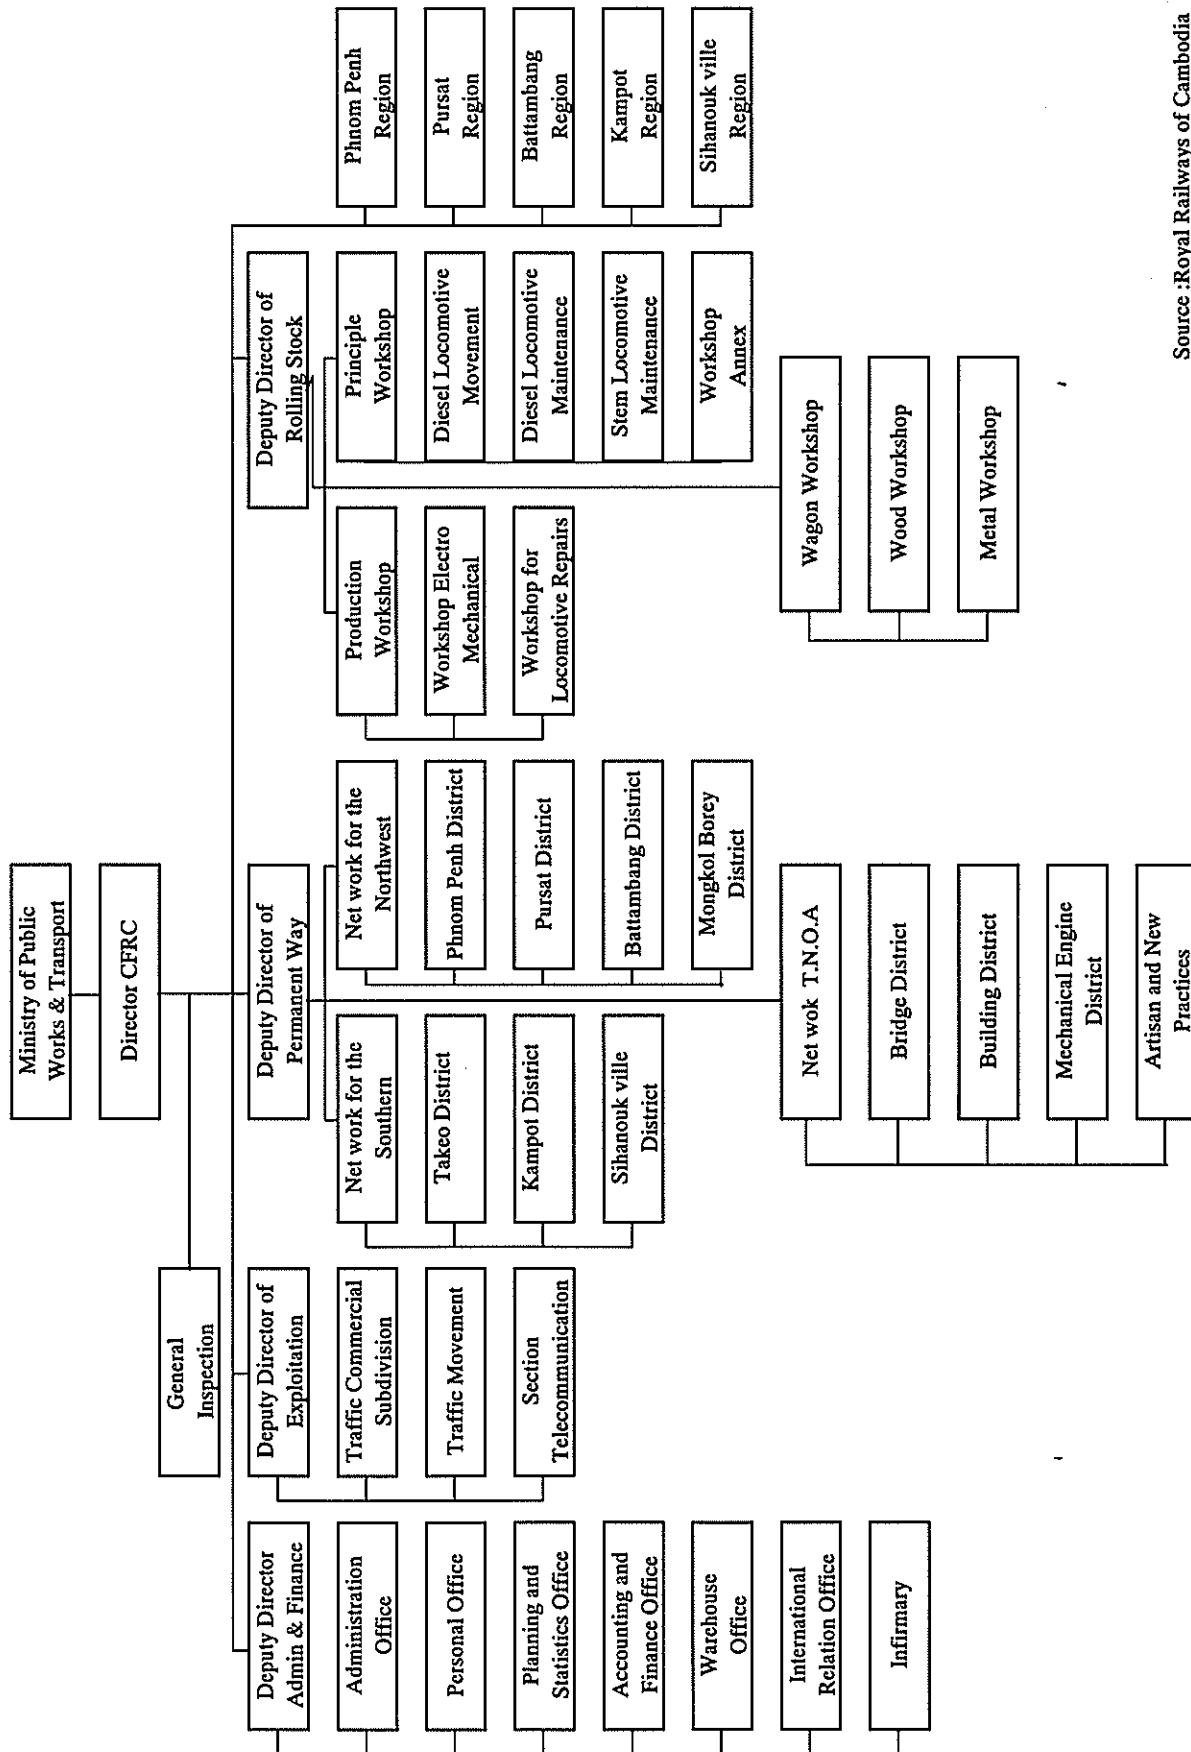 Ministry of Public
Works & Transport
Director CFRC
General
Inspection
Deputy Director
Admin & Finance
Administration
Office
Personal Office
Planning and
Statistics Office
Accounting and
Finance Office
Warehouse
Office
International
Relation Office
Infirmary
Deputy Director of
Exploitation
Traffic Commercial
Subdivision
Traffic Movement
Section
Telecommunication
Deputy Director of
Permanent Way
Net work for the
Southern
Takeo District
Kampot District
Sihanouk ville
District
Net work for the
Northwest
Phnom Penh District
Pursat District
Battambang District
Mongkol Borey
District
Net wok T.N.O.A
Bridge District
Building District
Mechanical Engine
District
Artisan and New
Practices
Deputy Director of
Rolling Stock
Production
Workshop
Workshop Electro
Mechanical
Workshop for
Locomotive Repairs
Principle
Workshop
Diesel Locomotive
Movement
Diesel Locomotive
Maintenance
Stem Locomotive
Maintenance
Workshop
Annex
Wagon Workshop
Wood Workshop
Metal Workshop
Phnom Penh
Region
Pursat
Region
Battambang
Region
Kampot
Region
Sihanouk ville
Region
Source :Royal Railways of Cambodia